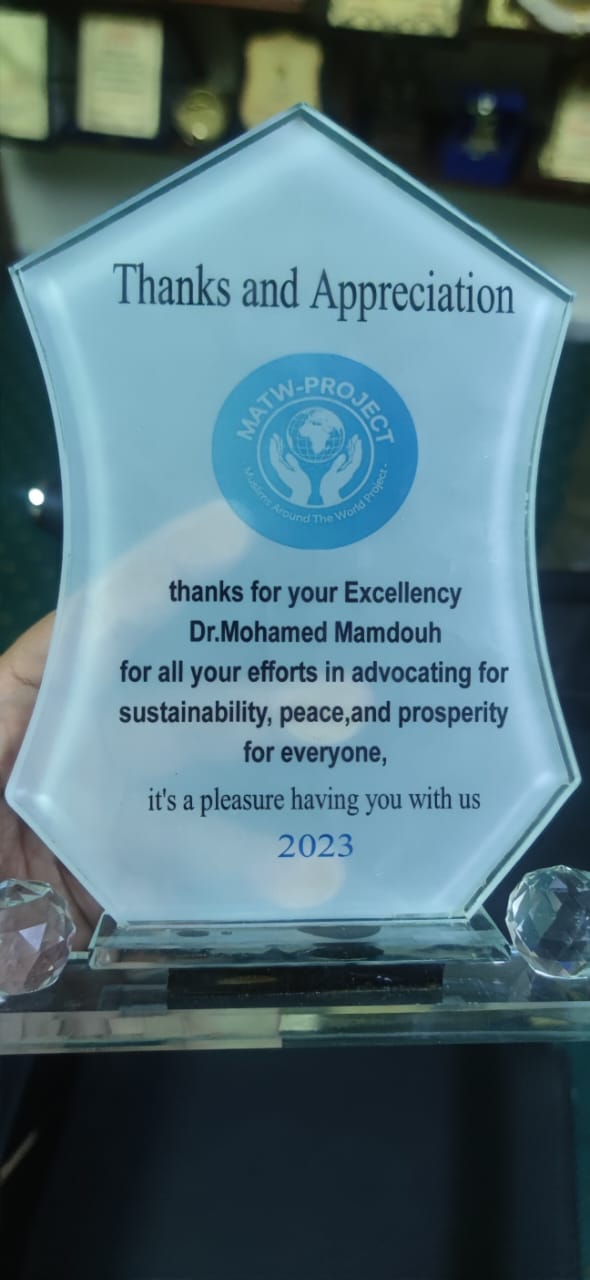 Thanks and Appreciation
MATW-PROJECT
Muslims Around The World Project -
thanks for your Excellency
Dr.Mohamed Mamdouh
for all your efforts in advocating for
sustainability, peace,and prosperity
for everyone,
it's a pleasure having you with us
2023